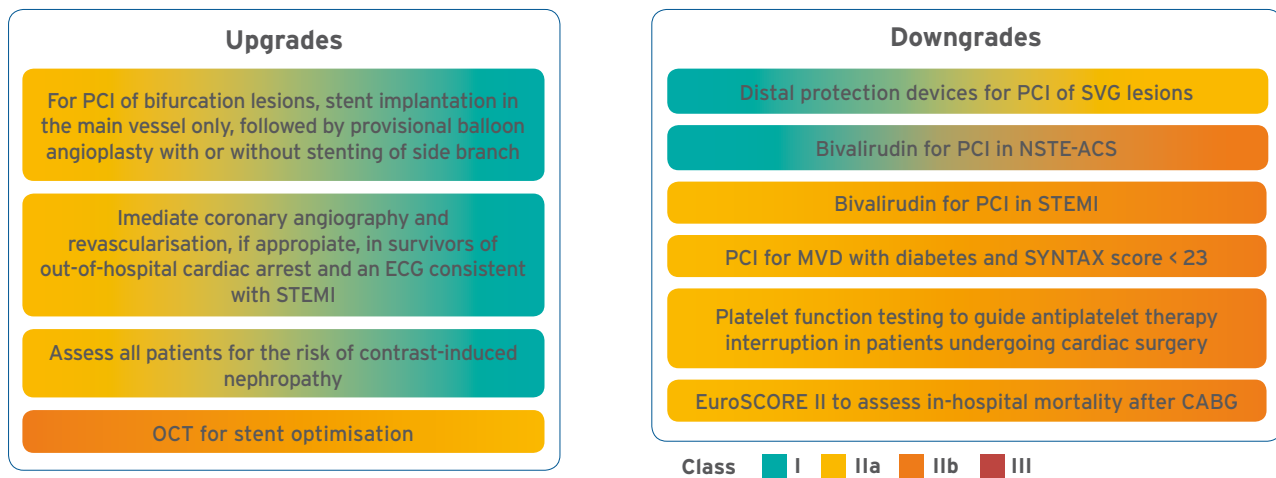 Upgrades
For PCI of bifurcation lesions, stent implantation in
the main vessel only, followed by provisional balloon
angioplasty with or without stenting of side branch
Imediate coronary angiography and
revascularisation, if appropiate, in survivors of
out-of-hospital cardiac arrest and an ECG consistent
with STEMI
Assess all patients for the risk of contrast-induced
nephropathy
OCT for stent optimisation
Downgrades
Distal protection devices for PCI of SVG lesions
Bivalirudin for PCI in NSTE-ACS
Bivalirudin for PCI in STEMI
PCI for MVD with diabetes and SYNTAX score < 23
Platelet function testing to guide antiplatelet therapy
interruption in patients undergoing cardiac surgery
EuroSCORE II to assess in-hospital mortality after CABG
Class I IIa IIb III